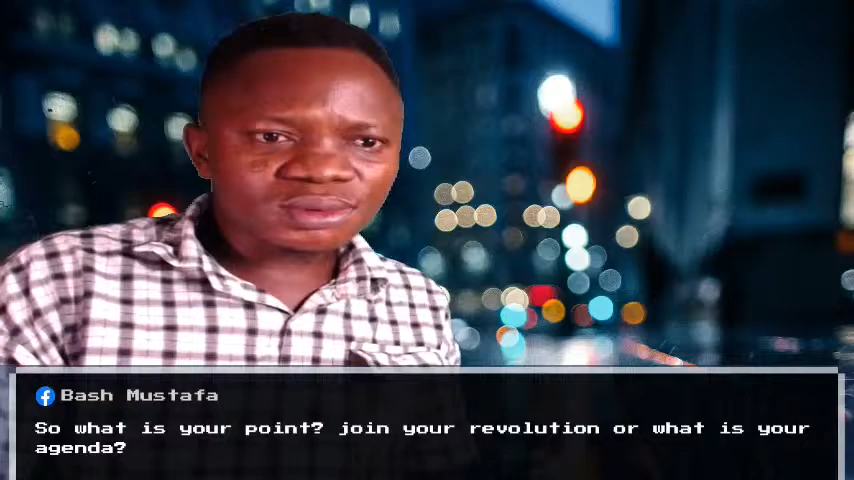 Bash Mustafa
So what is your point? join your revolution or what is your
agenda?